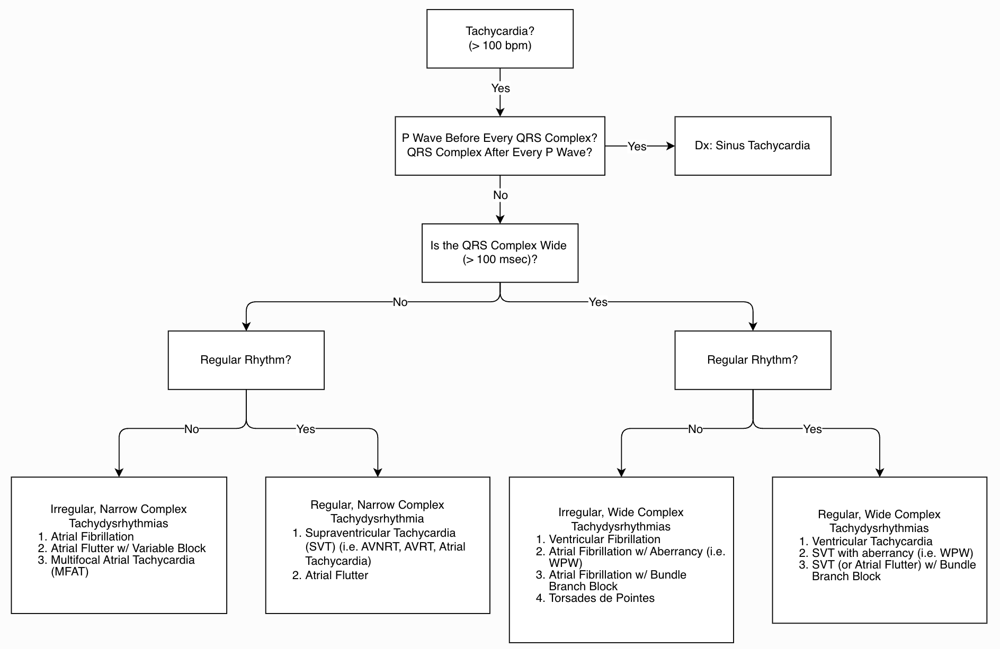 Tachycardia?
(> 100 bpm)
Yes
P Wave Before Every QRS Complex?
QRS Complex After Every P Wave?
Yes
Dx: Sinus Tachycardia
No
Is the QRS Complex Wide
(> 100 msec)?
No
Yes
Regular Rhythm?
Regular Rhythm?
No
Yes
No
Yes
Irregular, Narrow Complex
Tachydysrhythmias
1. Atrial Fibrillation
2. Atrial Flutter w/ Variable Block
3. Multifocal Atrial Tachycardia
(MFAT)
Regular, Narrow Complex
Tachydysrhythmia
1. Supraventricular Tachycardia
(SVT) (i.e. AVNRT, AVRT, Atrial
Tachycardia)
2. Atrial Flutter
Irregular, Wide Complex
Tachydysrhythmias
1. Ventricular Fibrillation
2. Atrial Fibrillation w/ Aberrancy (i.e.
WPW)
3. Atrial Fibrillation w/ Bundle
Branch Block
4. Torsades de Pointes
Regular, Wide Complex
Tachydysrhythmias
1. Ventricular Tachycardia
2. SVT with aberrancy (i.e. WPW)
3. SVT (or Atrial Flutter) w/ Bundle
Branch Block